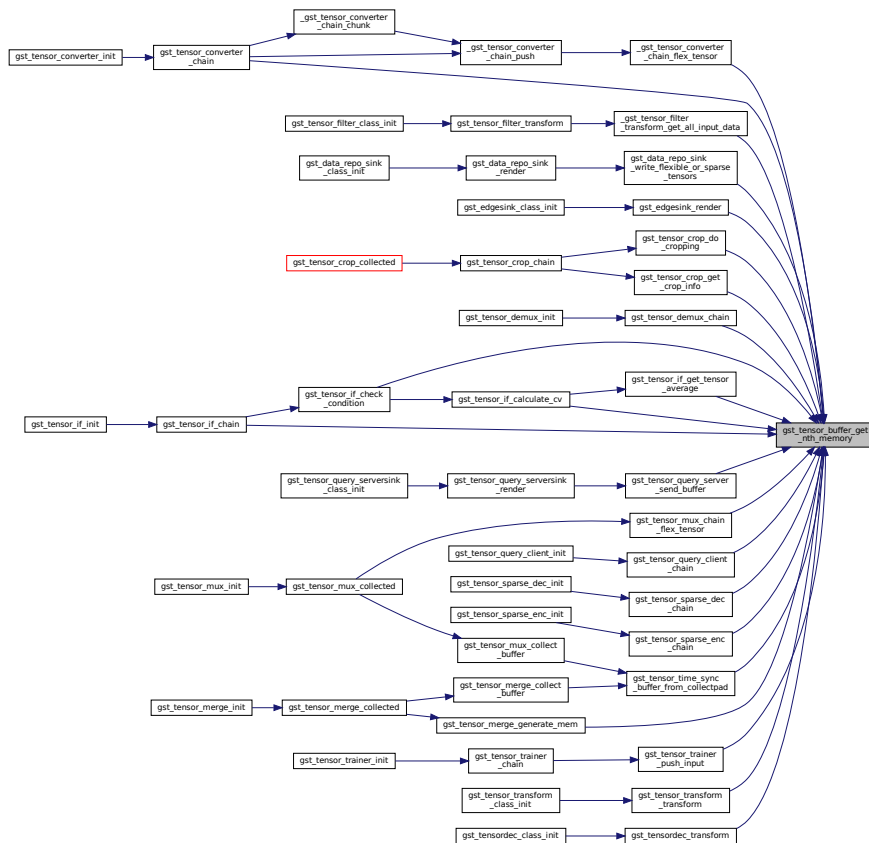 _gst_tensor_converter
_chain_chunk
gst_tensor_converter_init
gst_tensor_converter
_chain
_gst_tensor_converter
_chain_push
_gst_tensor_converter
_chain_flex_tensor
gst_tensor_filter_class_init
gst_tensor_filter_transform
_gst_tensor_filter
_transform_get_all_input_data
gst_data_repo_sink
_class_init
gst_data_repo_sink
_render
gst_data_repo_sink
_write_flexible_or_sparse
_tensors
gst_edgesink_class_init
gst_edgesink_render
gst_tensor_crop_do
_cropping
gst_tensor_crop_collected
gst_tensor_crop_chain
gst_tensor_crop_get
_crop_info
gst_tensor_demux_init
gst_tensor_demux_chain
gst_tensor_if_get_tensor
_average
gst_tensor_if_check
_condition
gst_tensor_if_calculate_cv
gst_tensor_if_init
gst_tensor_if_chain
gst_tensor_buffer_get
_nth_memory
gst_tensor_query_serversink
_class_init
gst_tensor_query_serversink
_render
gst_tensor_query_server
_send_buffer
gst_tensor_mux_chain
_flex_tensor
gst_tensor_query_client_init
gst_tensor_query_client
_chain
gst_tensor_mux_init
gst_tensor_mux_collected
gst_tensor_sparse_dec_init
gst_tensor_sparse_dec
_chain
gst_tensor_sparse_enc_init
gst_tensor_sparse_enc
_chain
gst_tensor_mux_collect
_buffer
gst_tensor_time_sync
_buffer_from_collectpad
gst_tensor_merge_collect
_buffer
gst_tensor_merge_init
gst_tensor_merge_collected
gst_tensor_merge_generate_mem
gst_tensor_trainer_init
gst_tensor_trainer
_chain
gst_tensor_trainer
_push_input
gst_tensor_transform
_class_init
gst_tensor_transform
_transform
gst_tensordec_class_init
gst_tensordec_transform